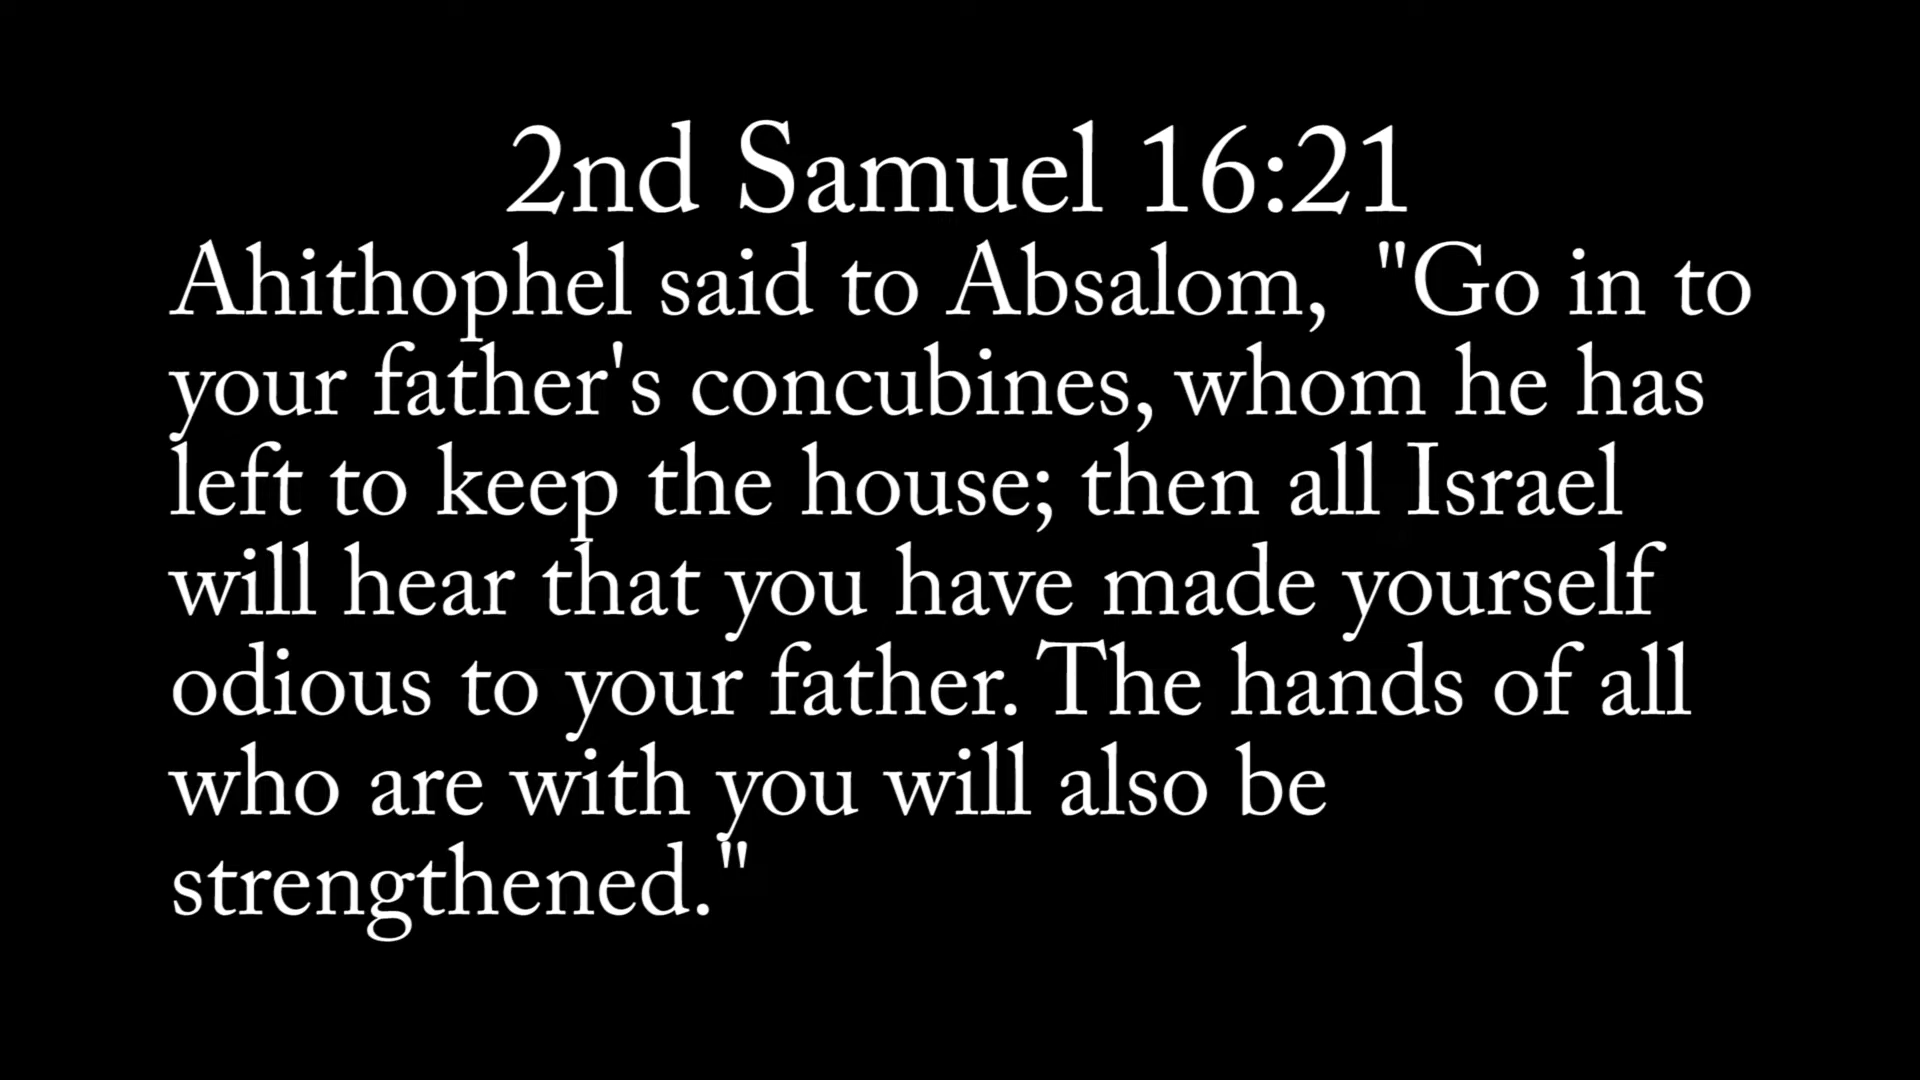 2nd Samuel 16:21
Ahithophel said to Absalom, "Go in to
your father's concubines, whom he has
left to keep the house; then all Israel
will hear that you have made yourself
odious to your father. The hands of all
who are with you will also be
strengthened."